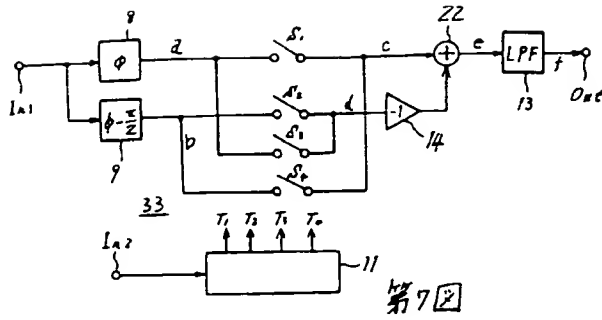 8
22
In1
φ
a
S1
c
e
LPF
f
Out
13
φ-π/2
9
b
S2
S3
d
-1
14
S4
33
T1 T2 T3 T4
In2
11
第7図